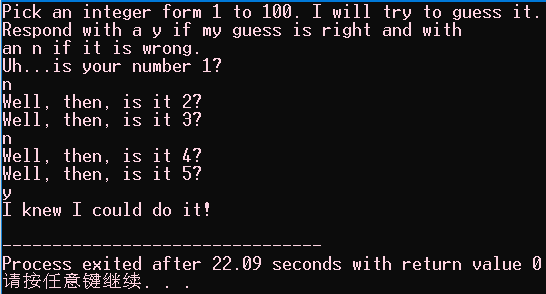 Pick an integer form 1 to 100. I will try to guess it.
Respond with a y if my guess is right and with
an n if it is wrong.
Uh...is your number 1?
n
Well, then, is it 2?
Well, then, is it 3?
n
Well, then, is it 4?
Well, then, is it 5?
y
I knew I could do it!
--------------------------------
Process exited after 22.09 seconds with return value 0
请按任意键继续. . .